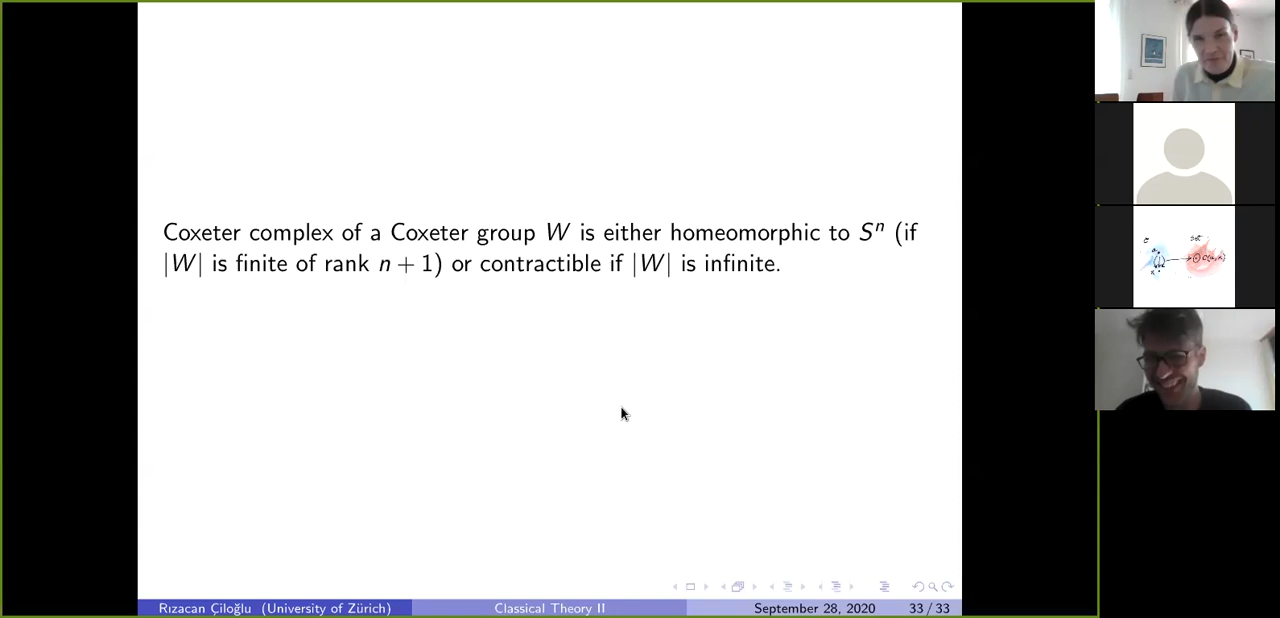 Coxeter complex of a Coxeter group W is either homeomorphic to Sⁿ (if
|W| is finite of rank n + 1) or contractible if |W| is infinite.
Rızacan Çiloğlu (University of Zürich)
Classical Theory II
September 28, 2020
33 / 33